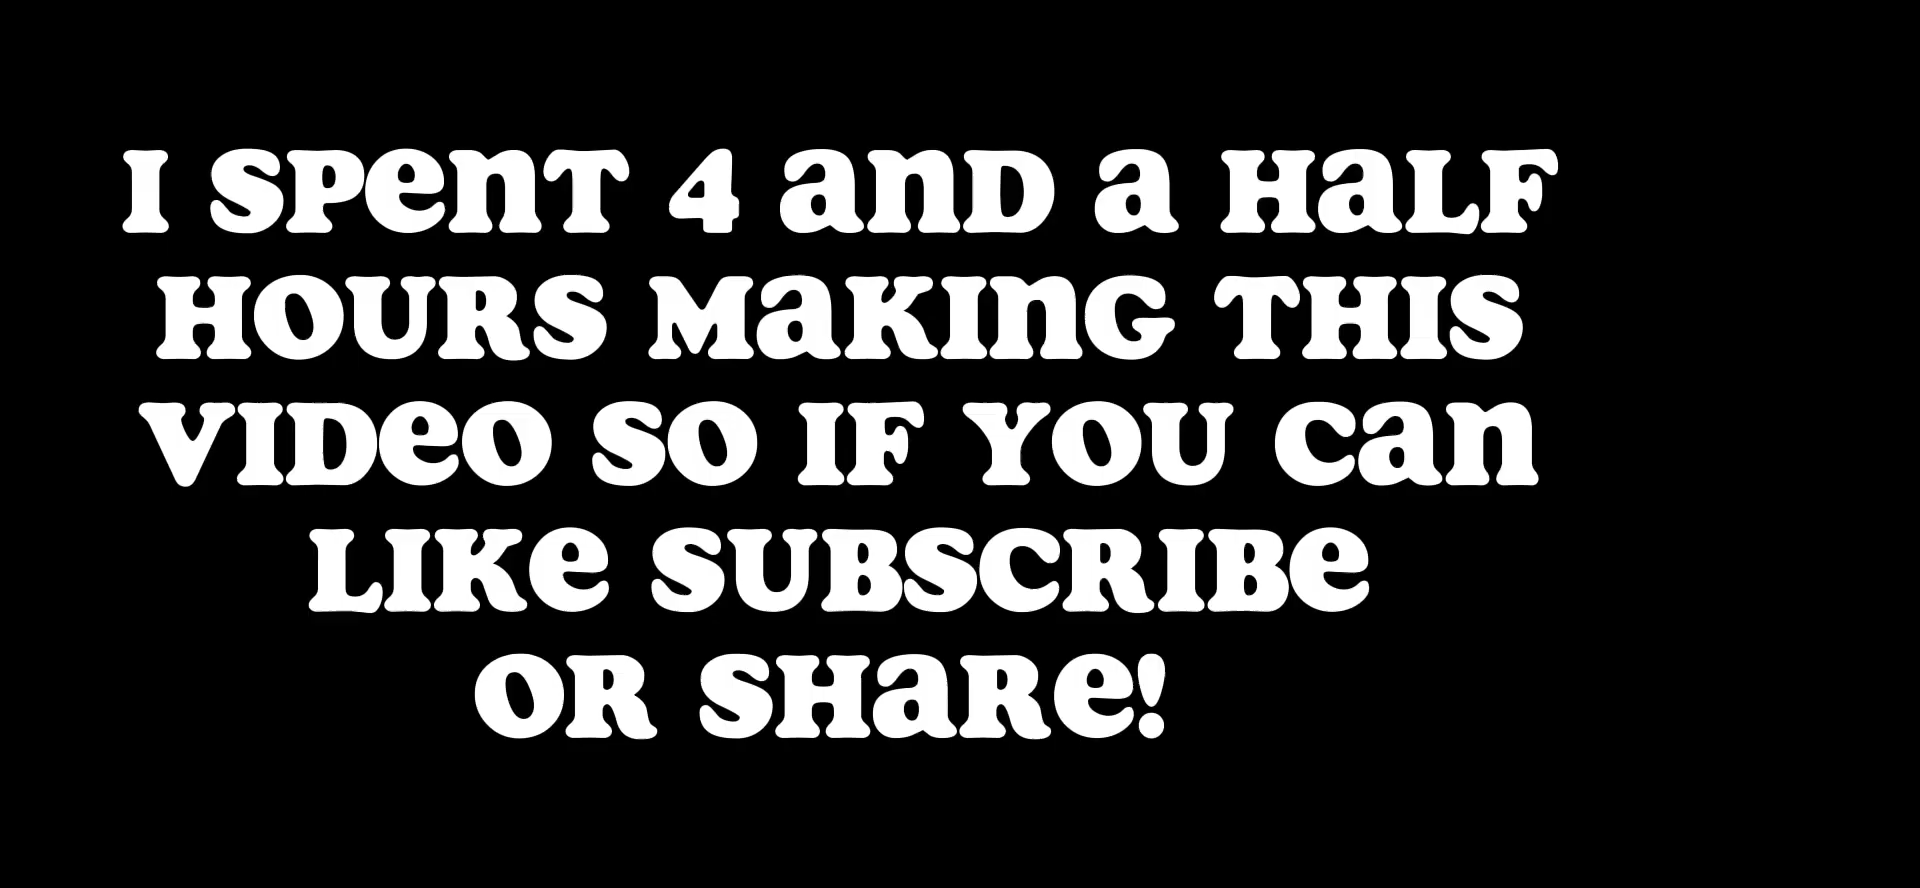 I SPENT 4 AND A HALF
HOURS MAKING THIS
VIDEO SO IF YOU CAN
LIKE SUBSCRIBE
OR SHARE!